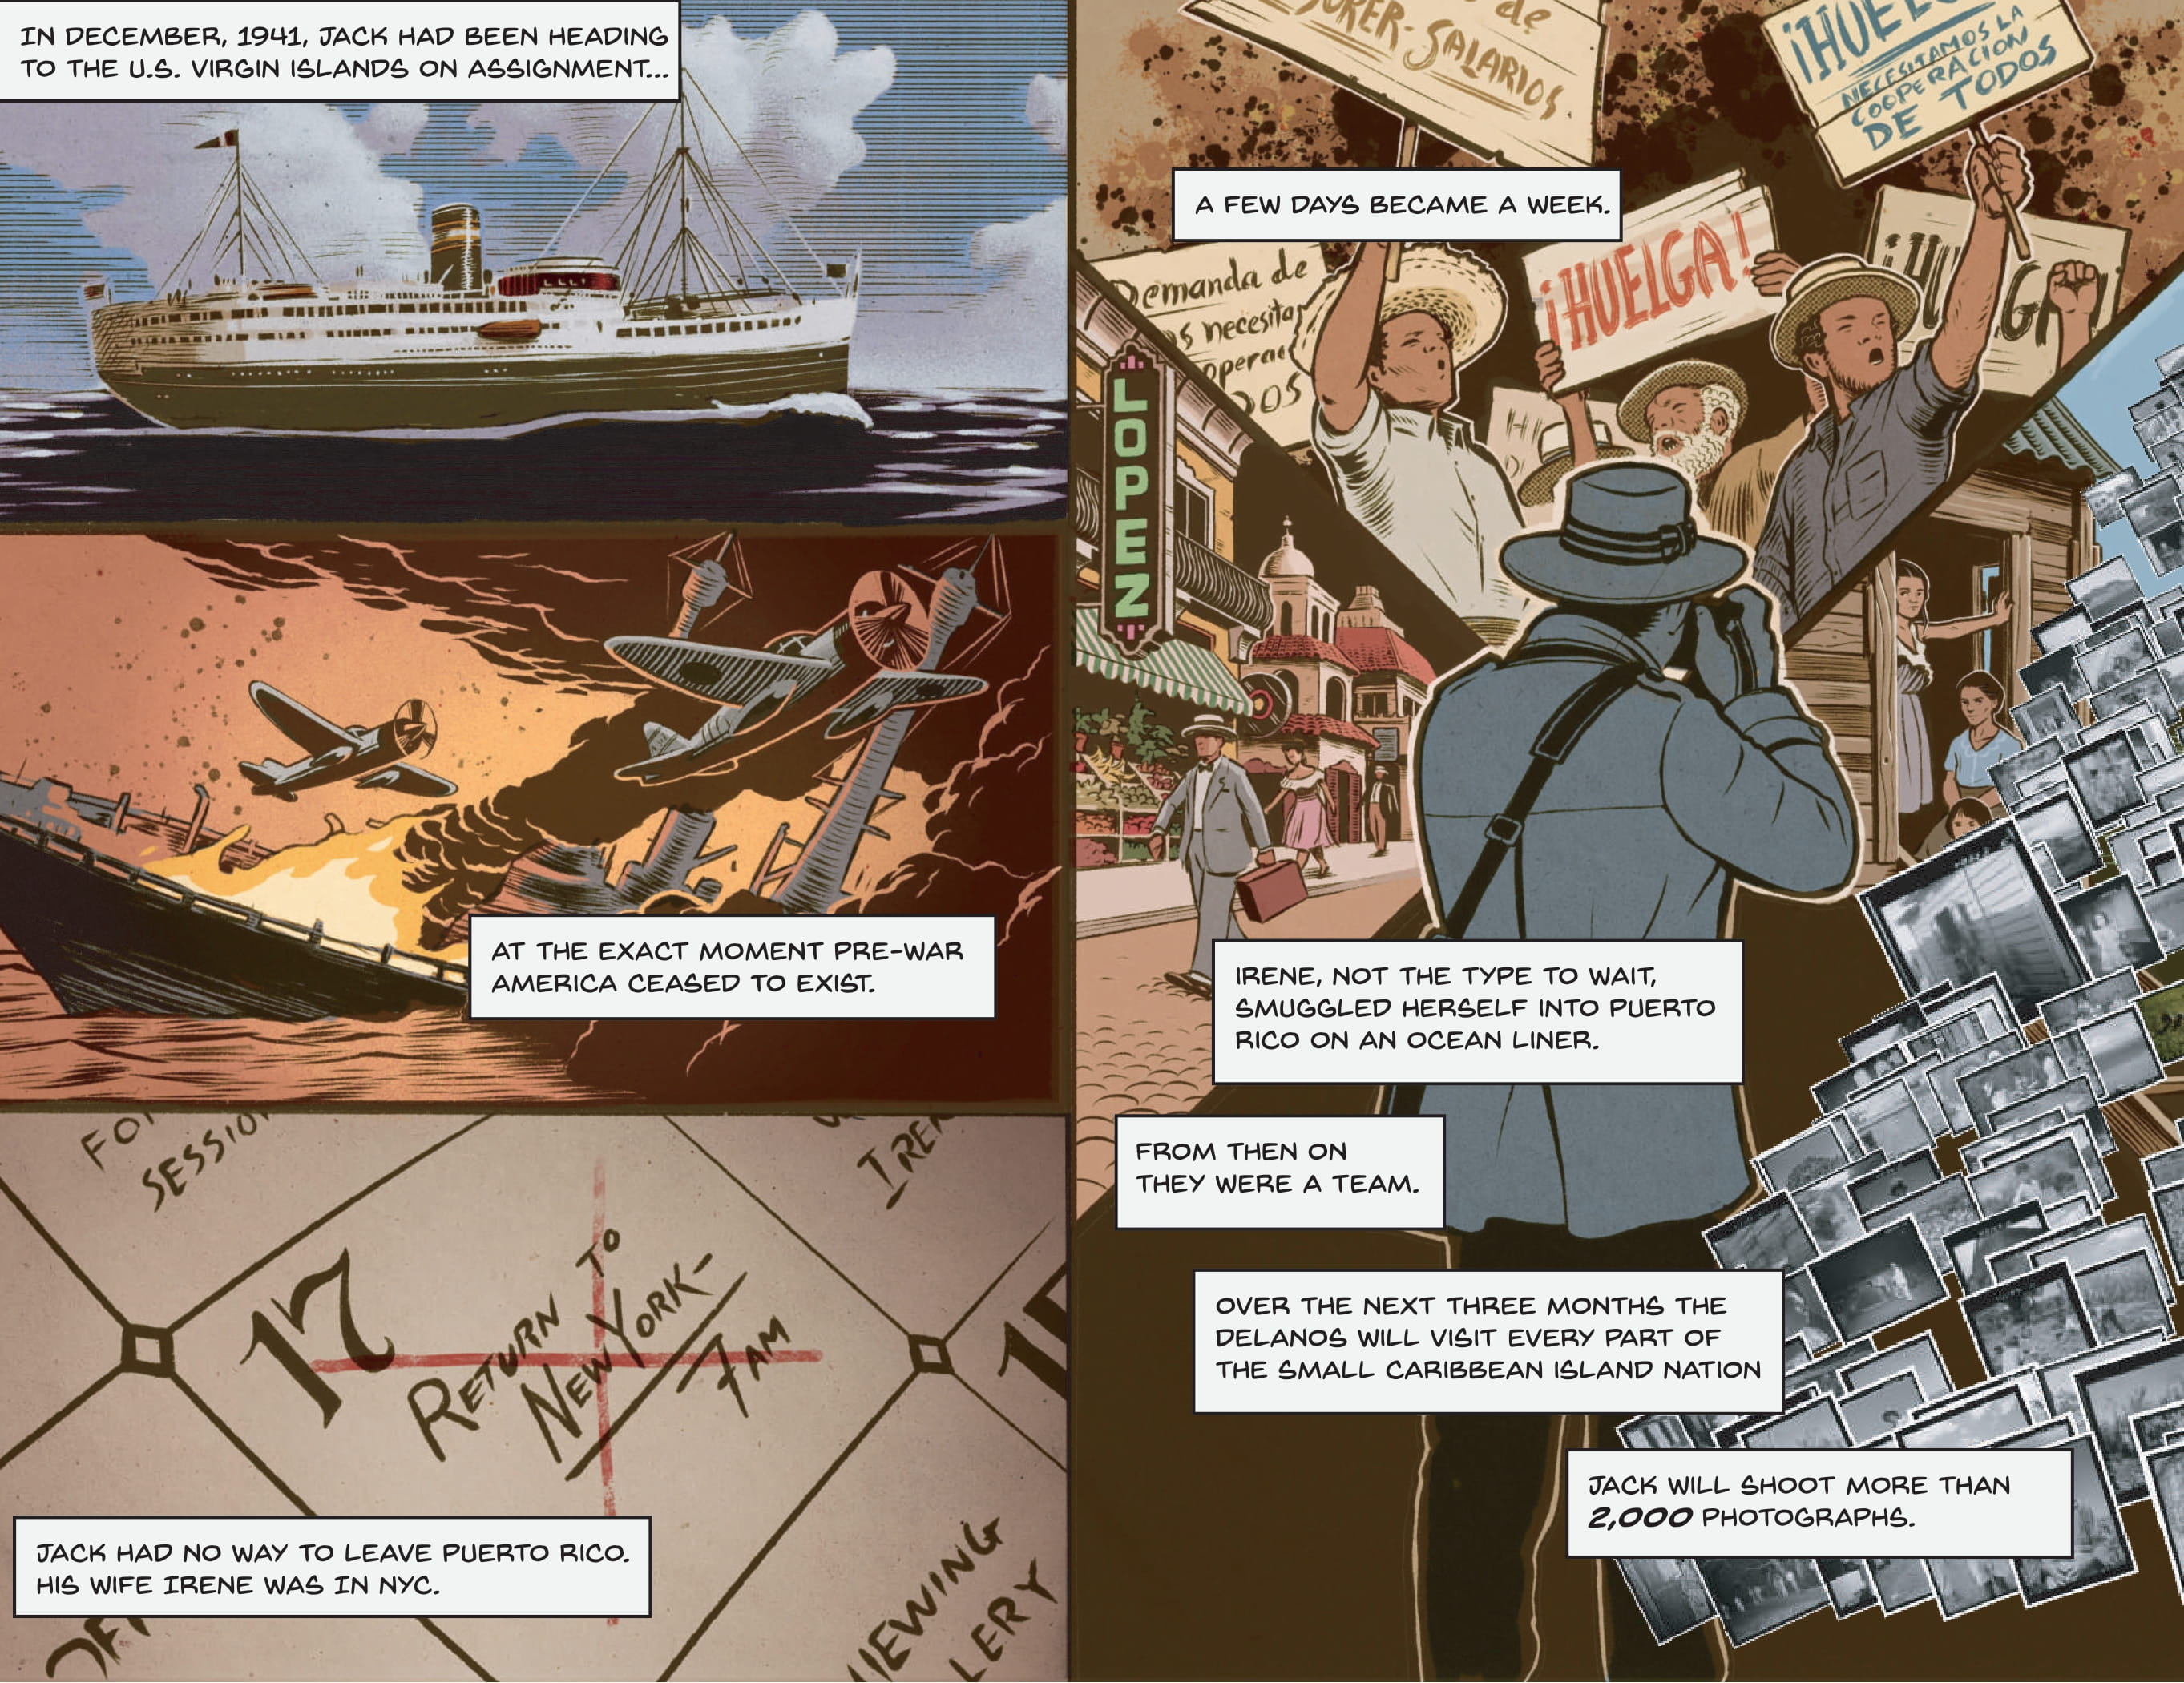 IN DECEMBER, 1941, JACK HAD BEEN HEADING
TO THE U.S. VIRGIN ISLANDS ON ASSIGNMENT...
AT THE EXACT MOMENT PRE-WAR
AMERICA CEASED TO EXIST.
SESSION
17
RETURN TO
NEW YORK-
7AM
JACK HAD NO WAY TO LEAVE PUERTO RICO.
HIS WIFE IRENE WAS IN NYC.
de
SALARIOS.
¡HUELG
NECESITAMOS LA
COOPERACION
DE TODOS
A FEW DAYS BECAME A WEEK.
Demanda de
necesita
¡HUELGA!
LOPEZ
IRENE, NOT THE TYPE TO WAIT,
SMUGGLED HERSELF INTO PUERTO
RICO ON AN OCEAN LINER.
FROM THEN ON
THEY WERE A TEAM.
OVER THE NEXT THREE MONTHS THE
DELANOS WILL VISIT EVERY PART OF
THE SMALL CARIBBEAN ISLAND NATION
JACK WILL SHOOT MORE THAN
2,000 PHOTOGRAPHS.